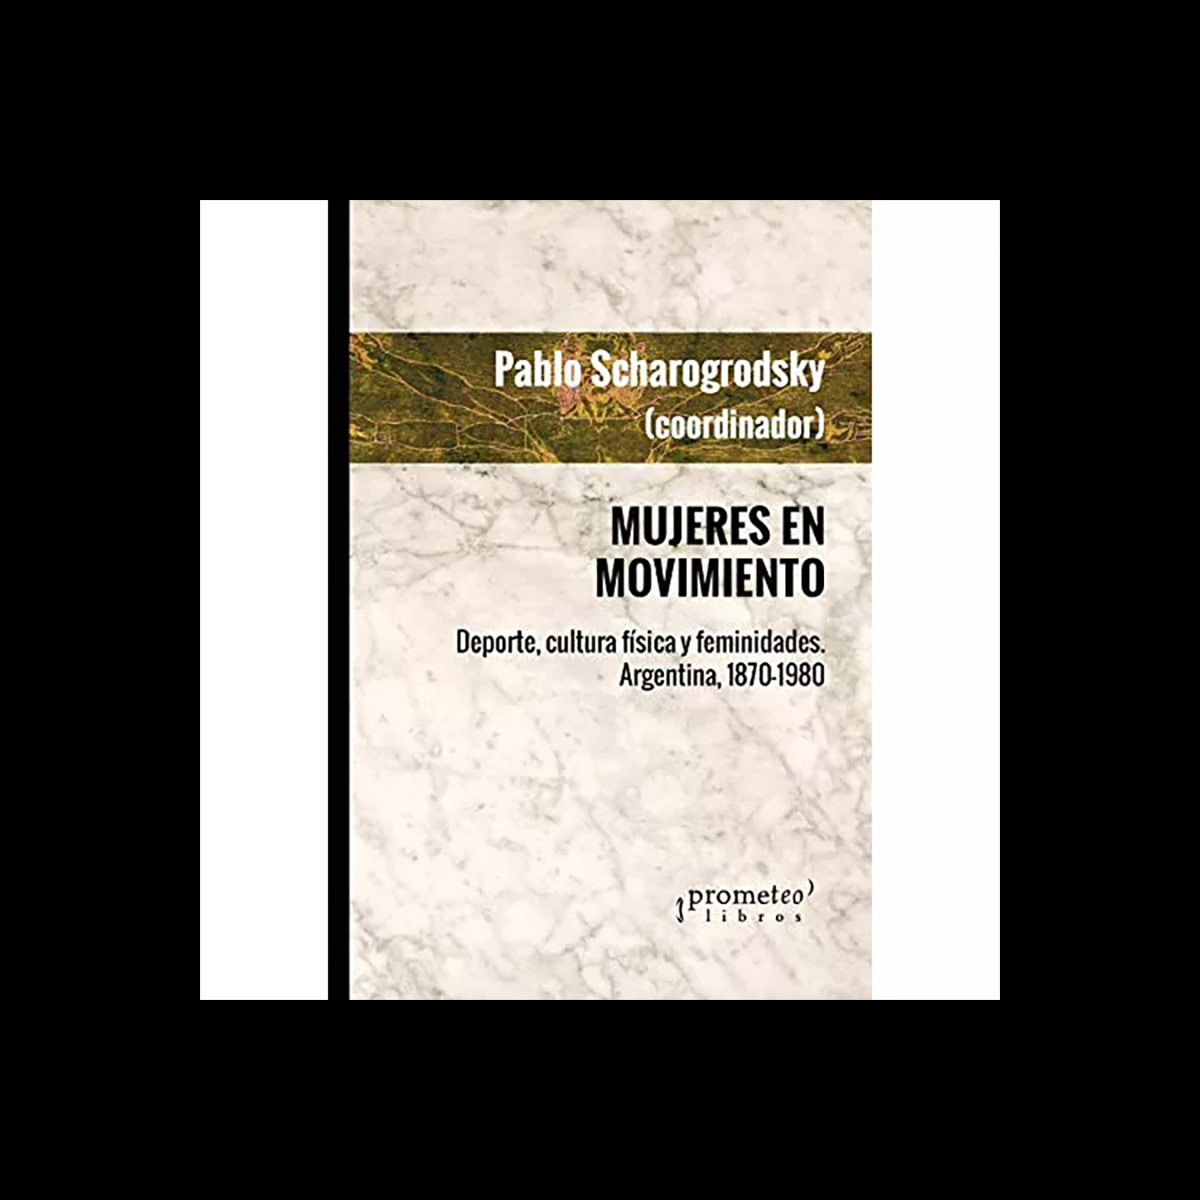 Pablo Scharogrodsky
(coordinador)
MUJERES EN
MOVIMIENTO
Deporte, cultura física y feminidades.
Argentina, 1870-1980
prometeo
libros